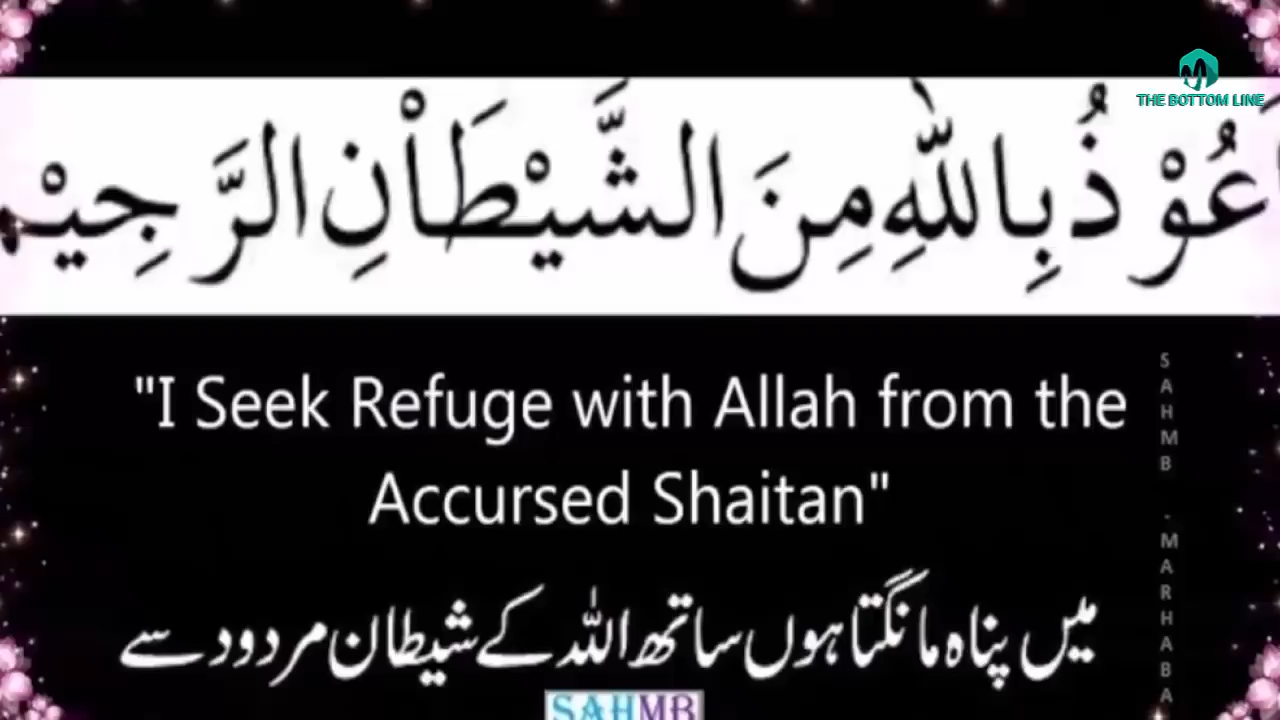 THE BOTTOM LINE
عُوْذُ بِاللّٰهِ مِنَ الشَّيْطَاْنِ الرَّجِيْم
"I Seek Refuge with Allah from the
Accursed Shaitan"
میں پناہ مانگتا ہوں ساتھ اللہ کے شیطان مردود سے
SAHMB - MARHABA
SAHMB